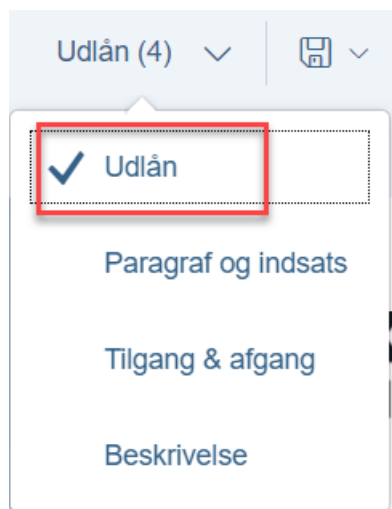 Udlån (4)
Udlån
Paragraf og indsats
Tilgang & afgang
Beskrivelse